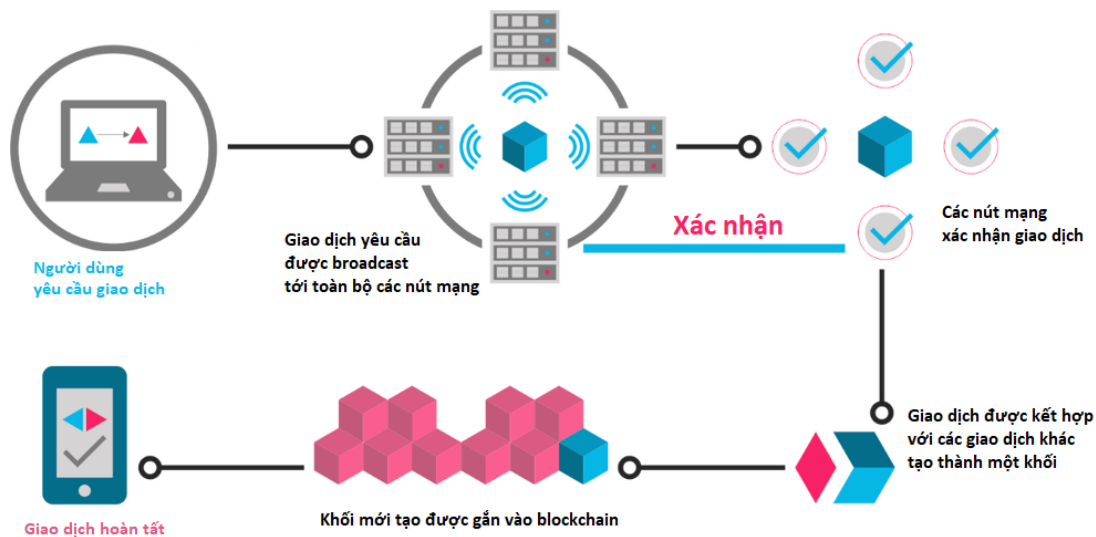 Người dùng
yêu cầu giao dịch
Giao dịch yêu cầu
được broadcast
tới toàn bộ các nút mạng
Xác nhận
Các nút mạng
xác nhận giao dịch
Giao dịch được kết hợp
với các giao dịch khác
tạo thành một khối
Khối mới tạo được gắn vào blockchain
Giao dịch hoàn tất